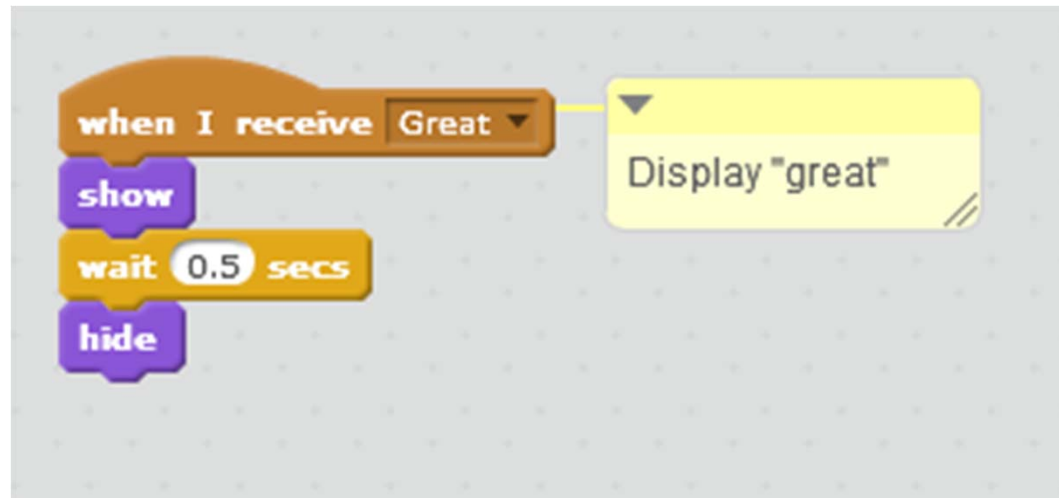 when I receive Great
Display "great"
show
wait 0.5 secs
hide